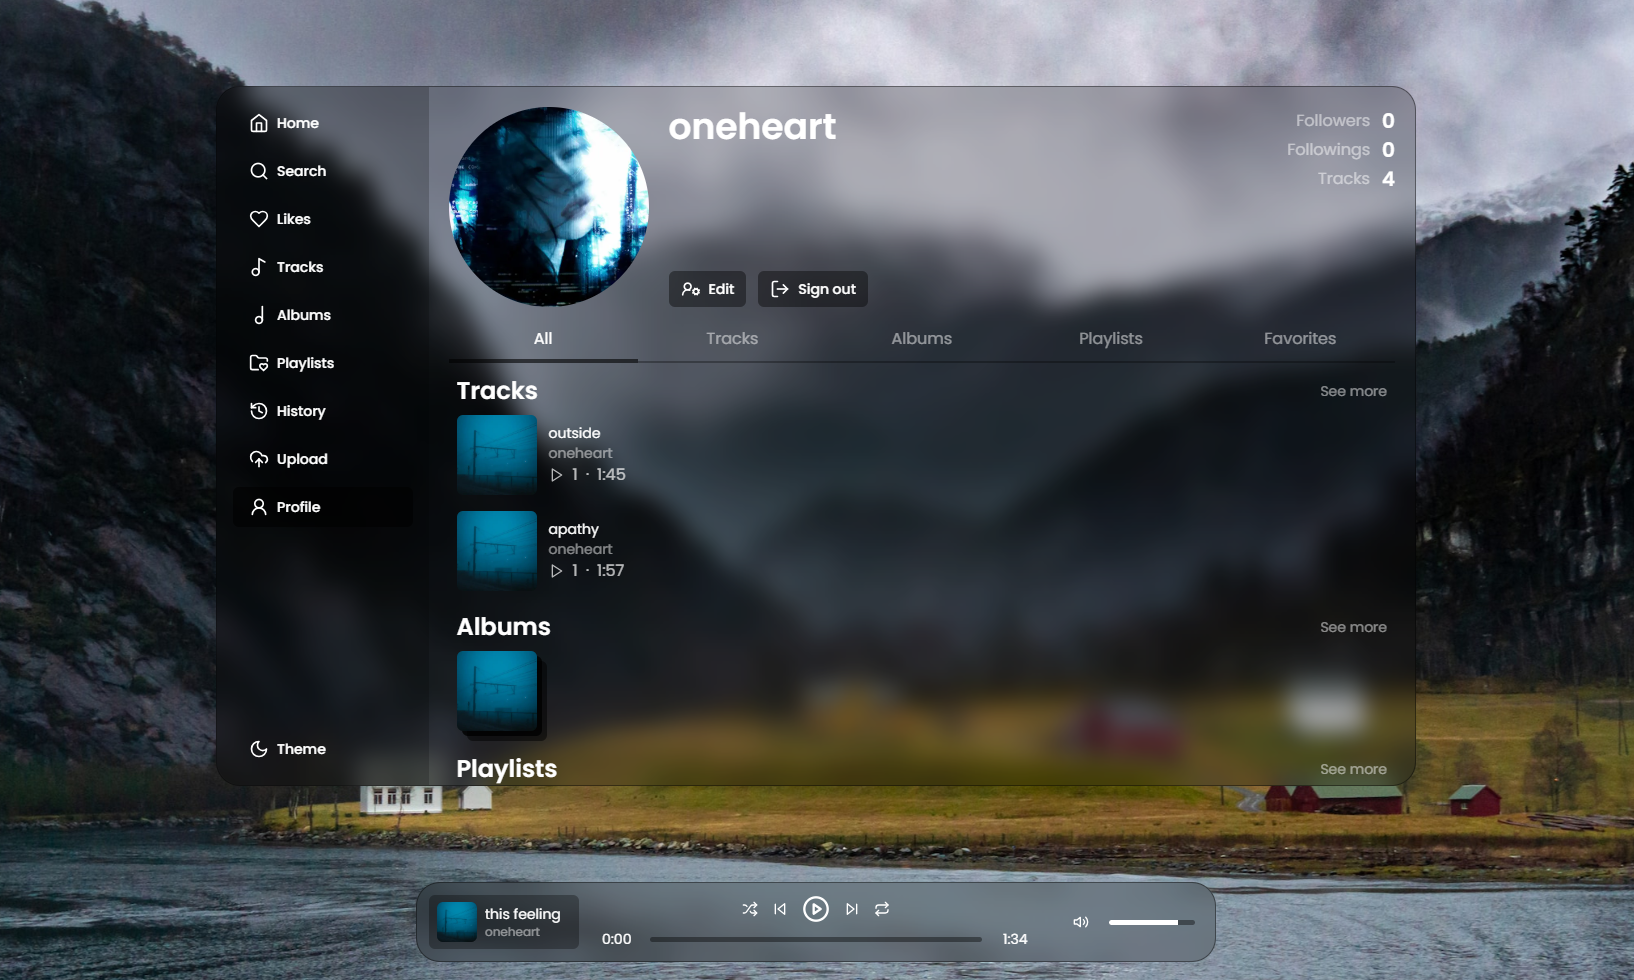 Home
Search
Likes
Tracks
Albums
Playlists
History
Upload
Profile
Theme
oneheart
Followers 0
Followings 0
Tracks 4
Edit
Sign out
All
Tracks
Albums
Playlists
Favorites
Tracks
See more
outside
oneheart
1 · 1:45
apathy
oneheart
1 · 1:57
Albums
See more
Playlists
See more
this feeling
oneheart
0:00
1:34